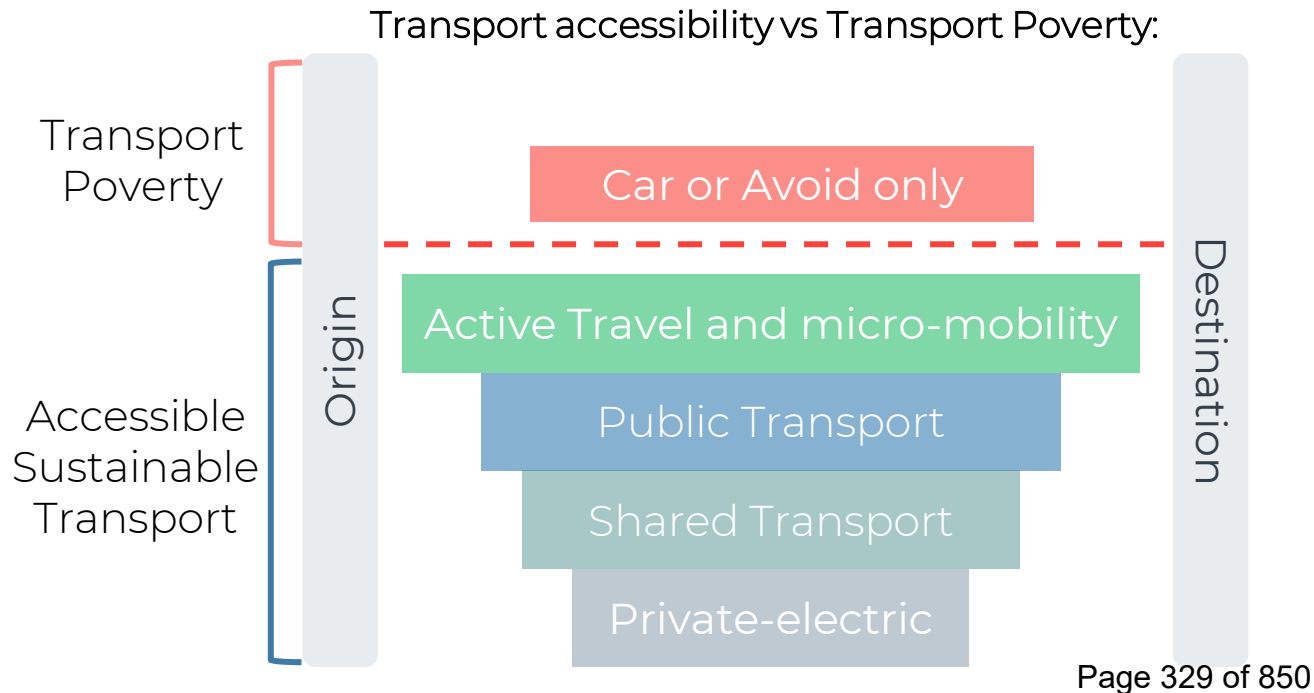 Transport accessibility vs Transport Poverty:
Transport
Poverty
Car or Avoid only
Origin
Destination
Accessible
Sustainable
Transport
Active Travel and micro-mobility
Public Transport
Shared Transport
Private-electric
Page 329 of 850